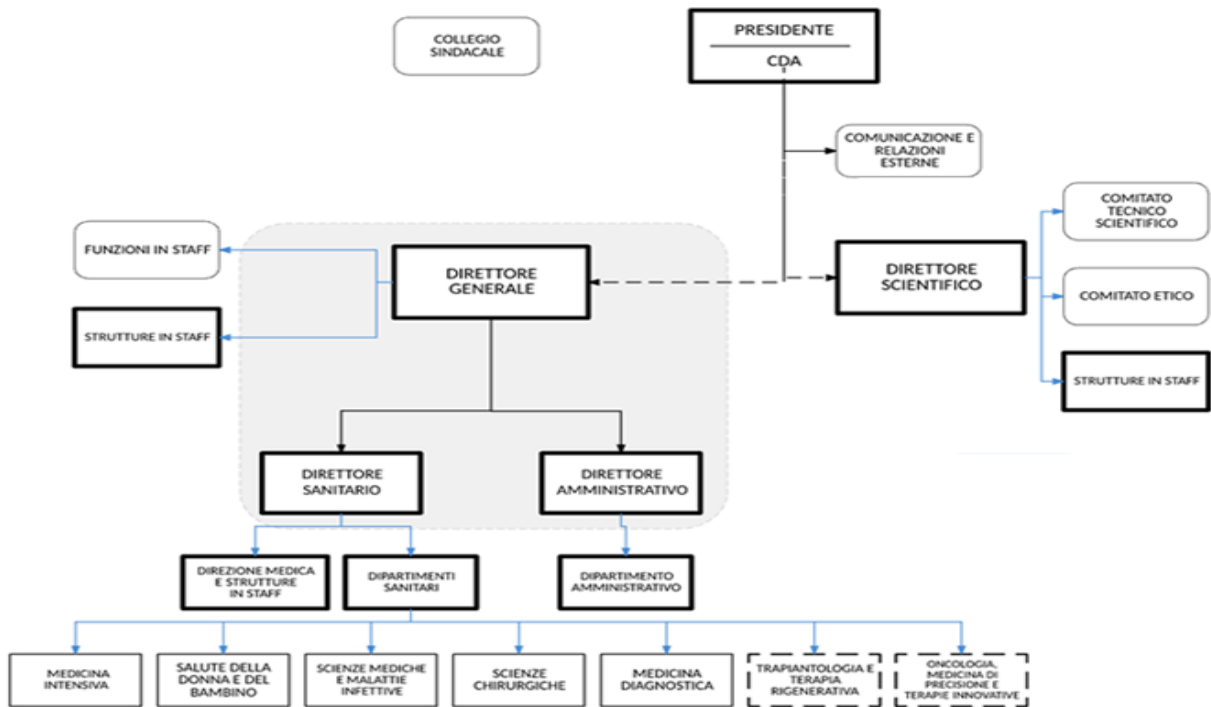 COLLEGIO
SINDACALE
PRESIDENTE
CDA
COMUNICAZIONE E
RELAZIONI
ESTERNE
COMITATO
TECNICO
SCIENTIFICO
FUNZIONI IN STAFF
DIRETTORE
GENERALE
DIRETTORE
SCIENTIFICO
COMITATO ETICO
STRUTTURE IN STAFF
STRUTTURE IN STAFF
DIRETTORE
SANITARIO
DIRETTORE
AMMINISTRATIVO
DIREZIONE MEDICA
E STRUTTURE
IN STAFF
DIPARTIMENTI
SANITARI
DIPARTIMENTO
AMMINISTRATIVO
MEDICINA
INTENSIVA
SALUTE DELLA
DONNA E DEL
BAMBINO
SCIENZE MEDICHE
E MALATTIE
INFETTIVE
SCIENZE
CHIRURGICHE
MEDICINA
DIAGNOSTICA
TRAPIANTOLOGIA E
TERAPIA
RIGENERATIVA
ONCOLOGIA,
MEDICINA DI
PRECISIONE E
TERAPIE INNOVATIVE